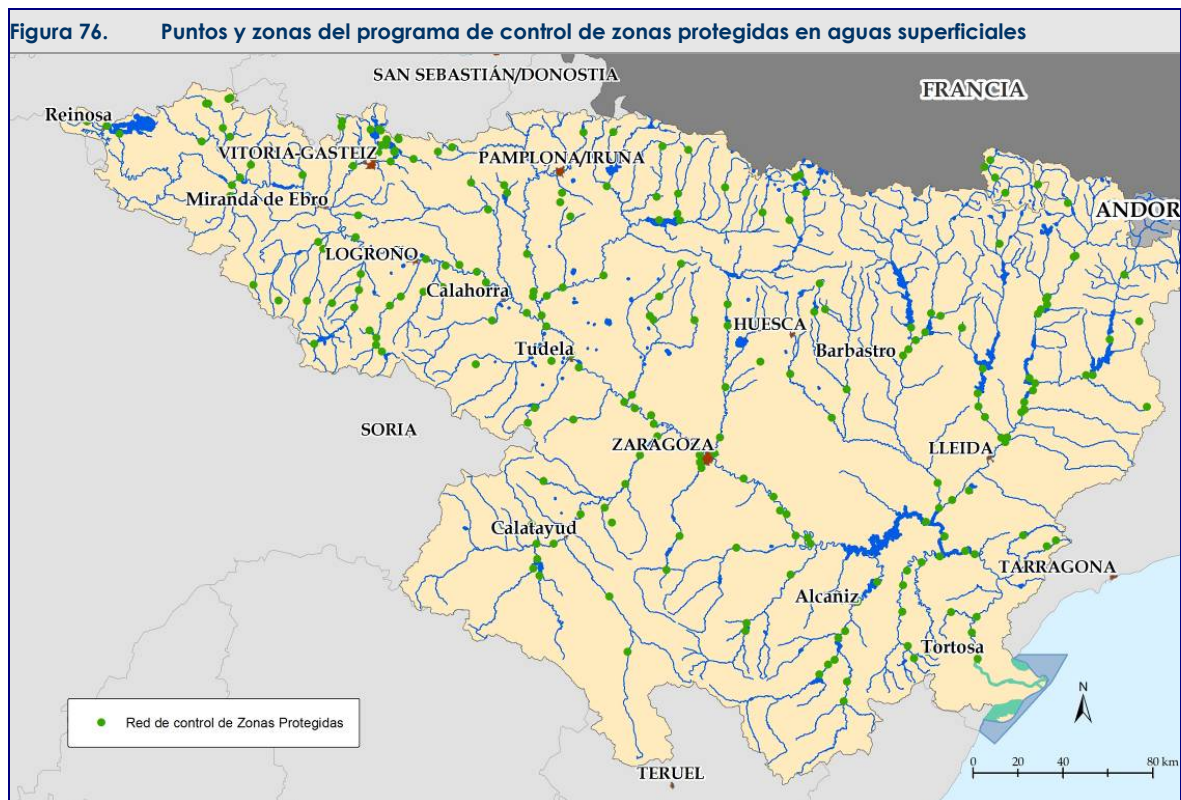 Figura 76. Puntos y zonas del programa de control de zonas protegidas en aguas superficiales
SAN SEBASTIÁN/DONOSTIA
FRANCIA
Reinosa
VITORIA-GASTEIZ
PAMPLONA/IRUNA
Miranda de Ebro
ANDOR
LOGROÑO
Calahorra
HUESCA
Tudela
Barbastro
SORIA
ZARAGOZA
LLEIDA
Calatayud
TARRAGONA
Alcañiz
Tortosa
N
Red de control de Zonas Protegidas
0 20 40 80 km
TERUEL